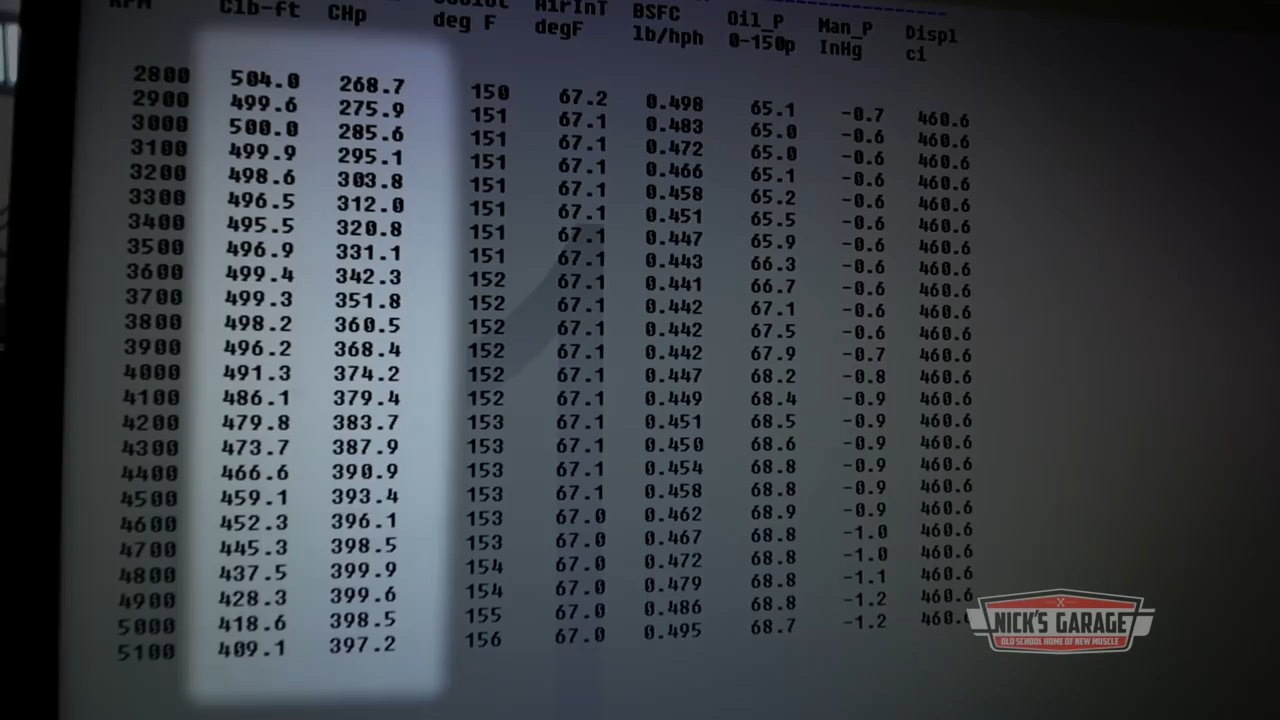 RPM Clb-ft CHp deg F AirInT degF BSFC lb/hph Oil_P 0-150p Man_P InHg Displ ci
2800 504.0 268.7 150 67.2 0.498 65.1 -0.7 460.6
2900 499.6 275.9 151 67.1 0.483 65.0 -0.6 460.6
3000 500.0 285.6 151 67.1 0.472 65.0 -0.6 460.6
3100 499.9 295.1 151 67.1 0.466 65.1 -0.6 460.6
3200 498.6 303.8 151 67.1 0.458 65.2 -0.6 460.6
3300 496.5 312.0 151 67.1 0.451 65.5 -0.6 460.6
3400 495.5 320.8 151 67.1 0.447 65.9 -0.6 460.6
3500 496.9 331.1 151 67.1 0.443 66.3 -0.6 460.6
3600 499.4 342.3 152 67.1 0.441 66.7 -0.6 460.6
3700 499.3 351.8 152 67.1 0.442 67.1 -0.6 460.6
3800 498.2 360.5 152 67.1 0.442 67.5 -0.6 460.6
3900 496.2 368.4 152 67.1 0.442 67.9 -0.7 460.6
4000 491.3 374.2 152 67.1 0.447 68.2 -0.8 460.6
4100 486.1 379.4 152 67.1 0.449 68.4 -0.9 460.6
4200 479.8 383.7 153 67.1 0.451 68.5 -0.9 460.6
4300 473.7 387.9 153 67.1 0.450 68.6 -0.9 460.6
4400 466.6 390.9 153 67.1 0.454 68.8 -0.9 460.6
4500 459.1 393.4 153 67.1 0.458 68.8 -0.9 460.6
4600 452.3 396.1 153 67.0 0.462 68.9 -0.9 460.6
4700 445.3 398.5 153 67.0 0.467 68.8 -1.0 460.6
4800 437.5 399.9 154 67.0 0.472 68.8 -1.0 460.6
4900 428.3 399.6 154 67.0 0.479 68.8 -1.1 460.6
5000 418.6 398.5 155 67.0 0.486 68.8 -1.2 460.6
5100 409.1 397.2 156 67.0 0.495 68.7 -1.2 460.
NICK'S GARAGE
OLD SCHOOL HOME OF NEW MUSCLE